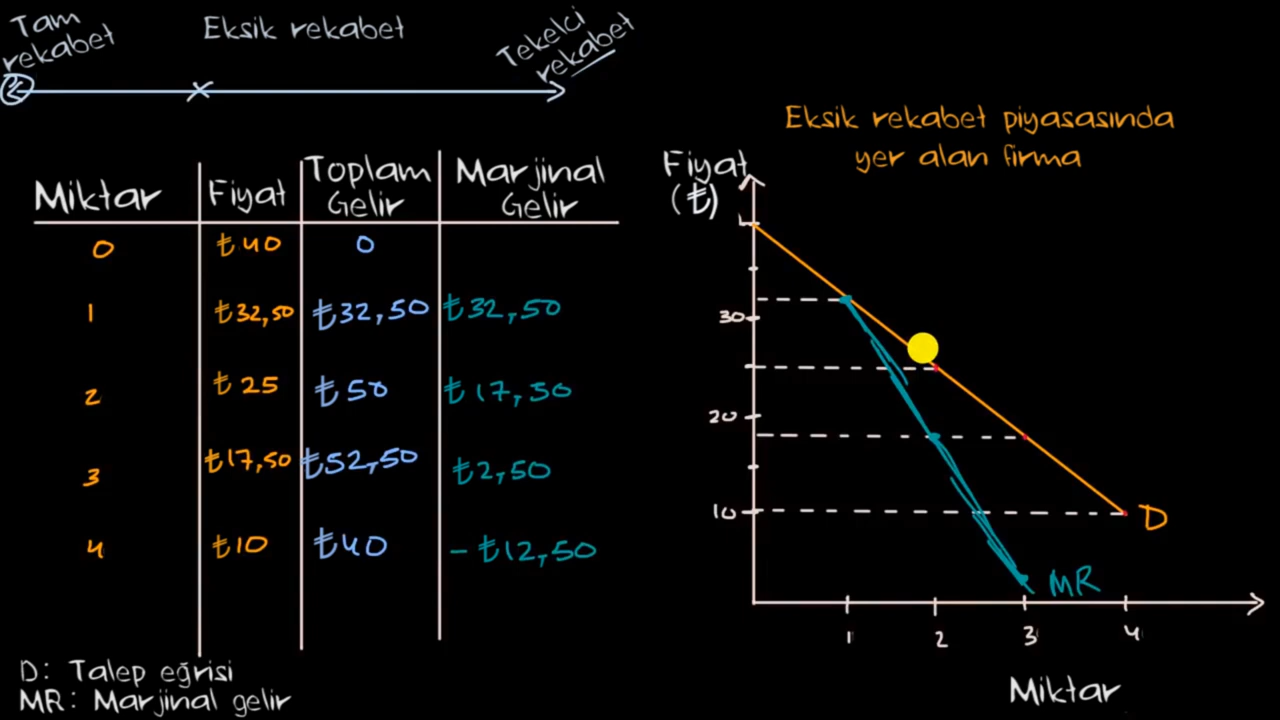 Tam
rekabet
Eksik rekabet
Tekelci
rekabet
Eksik rekabet piyasasında
yer alan firma
Miktar Fiyat Toplam Gelir Marjinal Gelir
0 ₺40 0
1 ₺32,50 ₺32,50 ₺32,50
2 ₺25 ₺50 ₺17,50
3 ₺17,50 ₺52,50 ₺2,50
4 ₺10 ₺40 -₺12,50
D: Talep eğrisi
MR: Marjinal gelir
Fiyat
(₺)
30
20
10
D
MR
1 2 3 4
Miktar